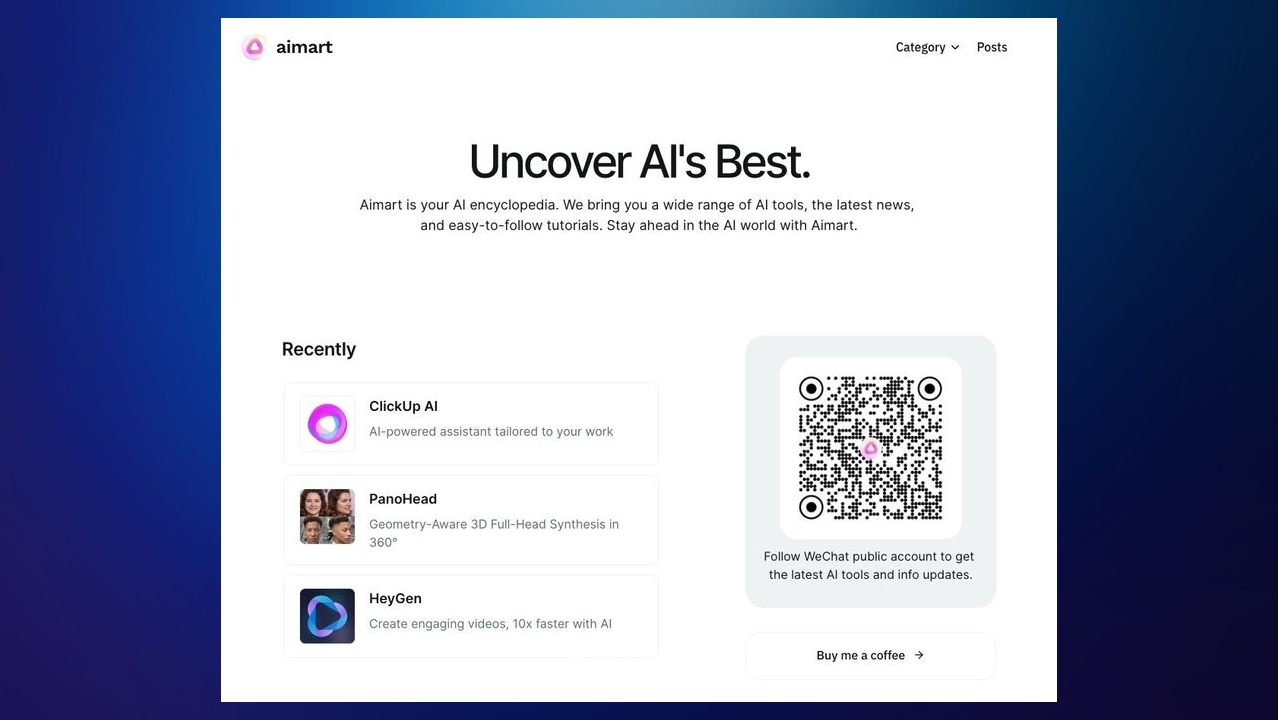 aimart
Category
Posts
Uncover AI's Best.
Aimart is your AI encyclopedia. We bring you a wide range of AI tools, the latest news,
and easy-to-follow tutorials. Stay ahead in the AI world with Aimart.
Recently
ClickUp AI
AI-powered assistant tailored to your work
PanoHead
Geometry-Aware 3D Full-Head Synthesis in
360°
HeyGen
Create engaging videos, 10x faster with AI
Follow WeChat public account to get
the latest AI tools and info updates.
Buy me a coffee →